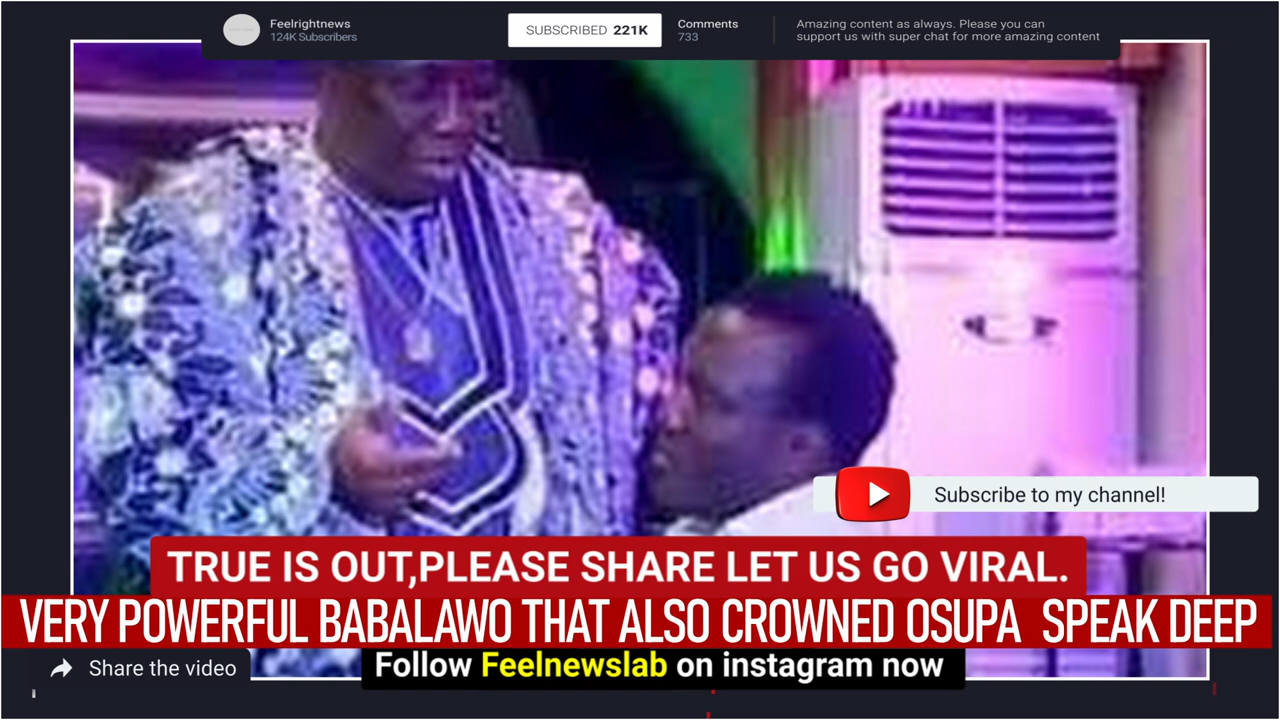 Feelrightnews
124K Subscribers
SUBSCRIBED 221K
Comments
733
Amazing content as always. Please you can
support us with super chat for more amazing content
Subscribe to my channel!
TRUE IS OUT,PLEASE SHARE LET US GO VIRAL.
VERY POWERFUL BABALAWO THAT ALSO CROWNED OSUPA SPEAK DEEP
Share the video
Follow Feelnewslab on instagram now